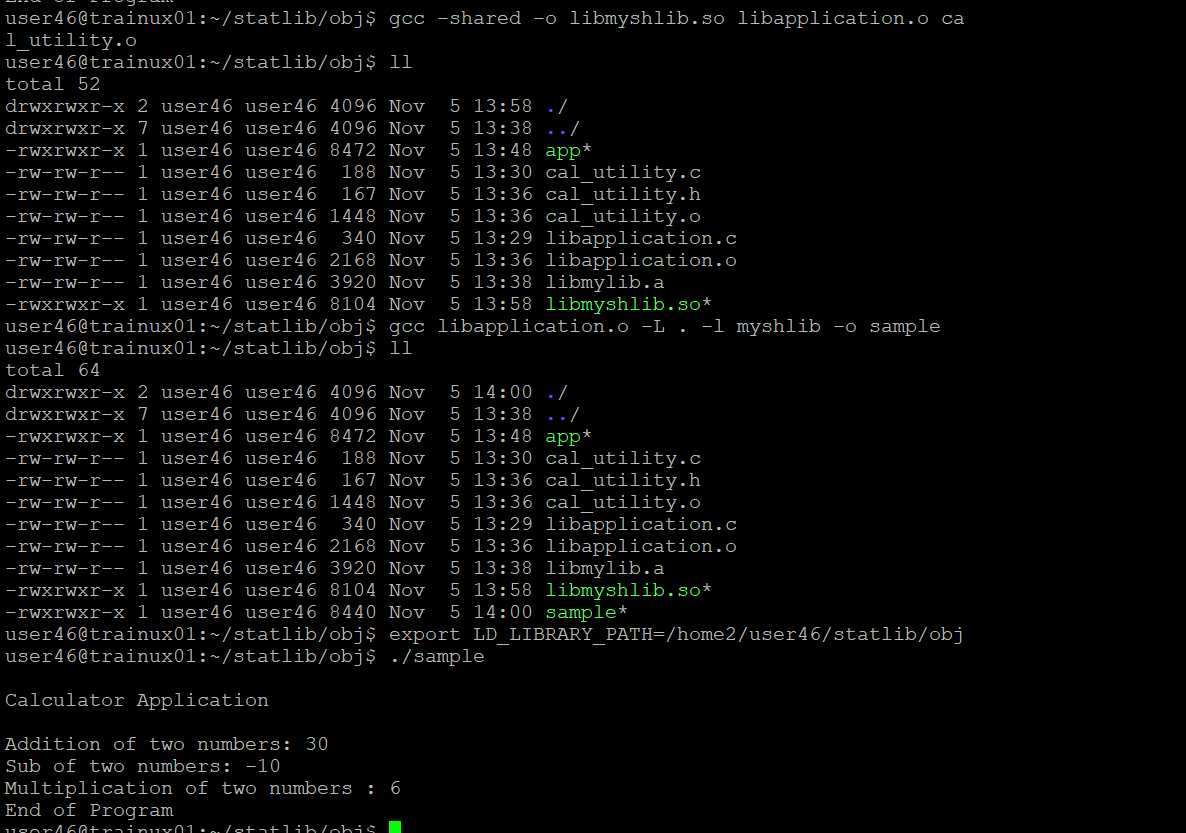 End of Program
user46@trainux01:~/statlib/obj$ gcc -shared -o libmyshlib.so libapplication.o ca
l_utility.o
user46@trainux01:~/statlib/obj$ ll
total 52
drwxrwxr-x 2 user46 user46 4096 Nov  5 13:58 ./
drwxrwxr-x 7 user46 user46 4096 Nov  5 13:38 ../
-rwxrwxr-x 1 user46 user46 8472 Nov  5 13:48 app*
-rw-rw-r-- 1 user46 user46  188 Nov  5 13:30 cal_utility.c
-rw-rw-r-- 1 user46 user46  167 Nov  5 13:36 cal_utility.h
-rw-rw-r-- 1 user46 user46 1448 Nov  5 13:36 cal_utility.o
-rw-rw-r-- 1 user46 user46  340 Nov  5 13:29 libapplication.c
-rw-rw-r-- 1 user46 user46 2168 Nov  5 13:36 libapplication.o
-rw-rw-r-- 1 user46 user46 3920 Nov  5 13:38 libmylib.a
-rwxrwxr-x 1 user46 user46 8104 Nov  5 13:58 libmyshlib.so*
user46@trainux01:~/statlib/obj$ gcc libapplication.o -L . -l myshlib -o sample
user46@trainux01:~/statlib/obj$ ll
total 64
drwxrwxr-x 2 user46 user46 4096 Nov  5 14:00 ./
drwxrwxr-x 7 user46 user46 4096 Nov  5 13:38 ../
-rwxrwxr-x 1 user46 user46 8472 Nov  5 13:48 app*
-rw-rw-r-- 1 user46 user46  188 Nov  5 13:30 cal_utility.c
-rw-rw-r-- 1 user46 user46  167 Nov  5 13:36 cal_utility.h
-rw-rw-r-- 1 user46 user46 1448 Nov  5 13:36 cal_utility.o
-rw-rw-r-- 1 user46 user46  340 Nov  5 13:29 libapplication.c
-rw-rw-r-- 1 user46 user46 2168 Nov  5 13:36 libapplication.o
-rw-rw-r-- 1 user46 user46 3920 Nov  5 13:38 libmylib.a
-rwxrwxr-x 1 user46 user46 8104 Nov  5 13:58 libmyshlib.so*
-rwxrwxr-x 1 user46 user46 8440 Nov  5 14:00 sample*
user46@trainux01:~/statlib/obj$ export LD_LIBRARY_PATH=/home2/user46/statlib/obj
user46@trainux01:~/statlib/obj$ ./sample
Calculator Application
Addition of two numbers: 30
Sub of two numbers: -10
Multiplication of two numbers : 6
End of Program
user46@trainux01:~/statlib/obj$